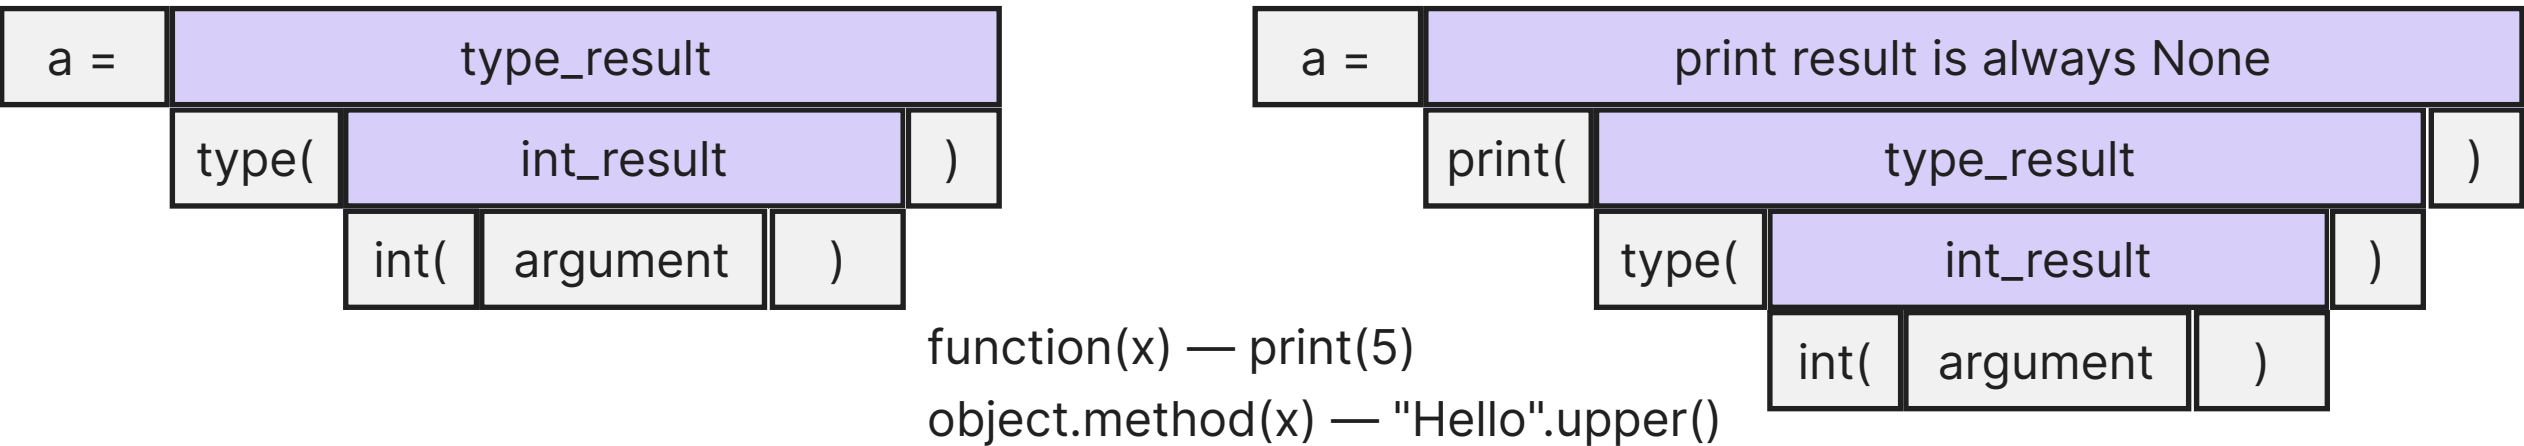 a = type_result
type( int_result )
int( argument )
a = print result is always None
print( type_result )
type( int_result )
int( argument )
function(x) — print(5)
object.method(x) — "Hello".upper()